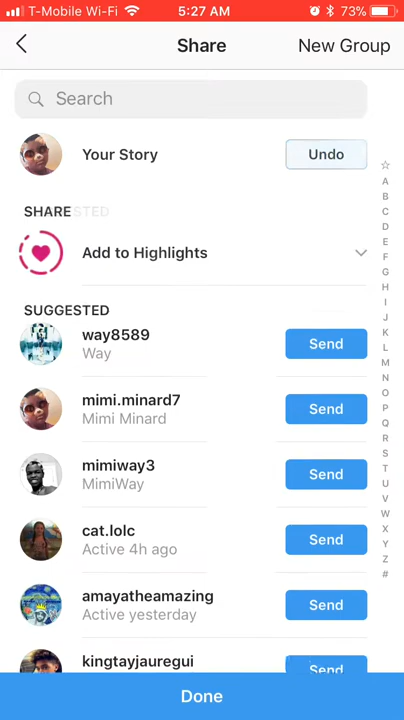 T-Mobile Wi-Fi 5:27 AM 73%
Share New Group
Search
Your Story Undo
SHARE
Add to Highlights
SUGGESTED
way8589
Way
Send
mimi.minard7
Mimi Minard
Send
mimiway3
MimiWay
Send
cat.lolc
Active 4h ago
Send
amayatheamazing
Active yesterday
Send
kingtayjauregui
Send
Done
A
B
C
D
E
F
G
H
I
J
K
L
M
N
O
P
Q
R
S
T
U
V
W
X
Y
Z
#